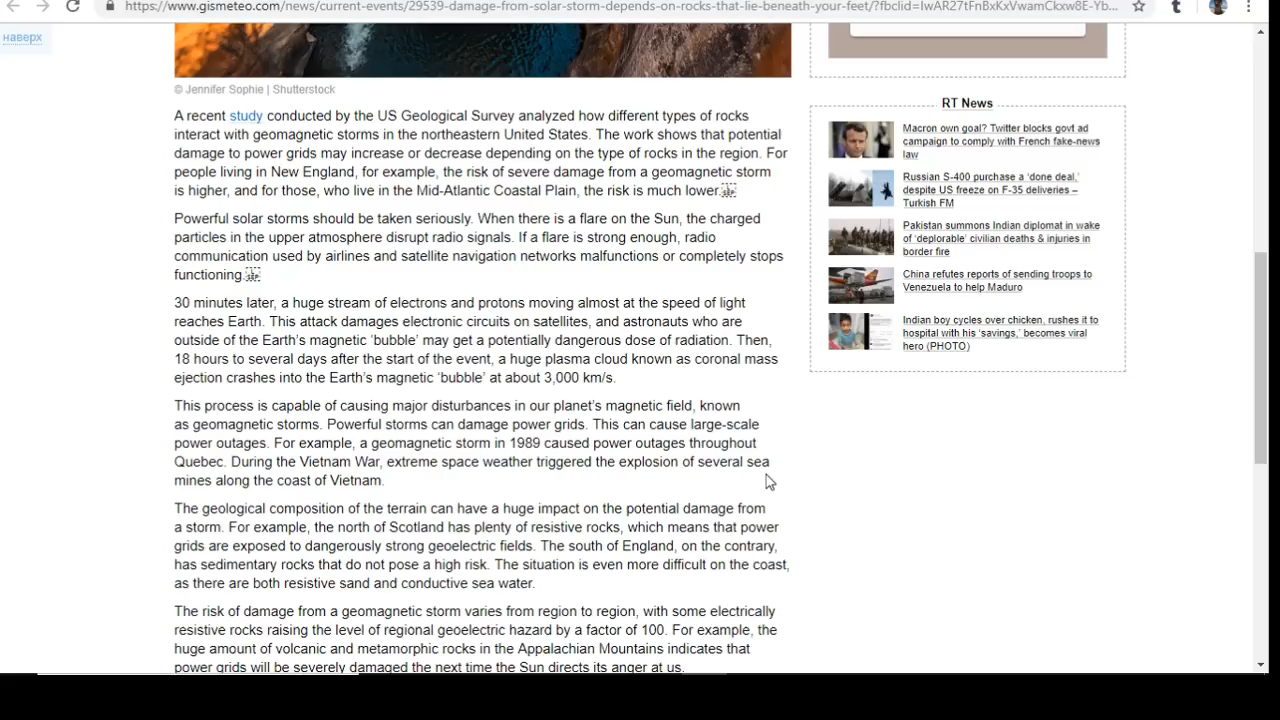 https://www.gismeteo.com/news/current-events/29539-damage-from-solar-storm-depends-on-rocks-that-lie-beneath-your-feet/?fbclid=IwAR27tFnBxKxVwamCkxw8E-Yb...
наверх
© Jennifer Sophie | Shutterstock
A recent study conducted by the US Geological Survey analyzed how different types of rocks
interact with geomagnetic storms in the northeastern United States. The work shows that potential
damage to power grids may increase or decrease depending on the type of rocks in the region. For
people living in New England, for example, the risk of severe damage from a geomagnetic storm
is higher, and for those, who live in the Mid-Atlantic Coastal Plain, the risk is much lower.
Powerful solar storms should be taken seriously. When there is a flare on the Sun, the charged
particles in the upper atmosphere disrupt radio signals. If a flare is strong enough, radio
communication used by airlines and satellite navigation networks malfunctions or completely stops
functioning.
30 minutes later, a huge stream of electrons and protons moving almost at the speed of light
reaches Earth. This attack damages electronic circuits on satellites, and astronauts who are
outside of the Earth's magnetic 'bubble' may get a potentially dangerous dose of radiation. Then,
18 hours to several days after the start of the event, a huge plasma cloud known as coronal mass
ejection crashes into the Earth's magnetic 'bubble' at about 3,000 km/s.
This process is capable of causing major disturbances in our planet's magnetic field, known
as geomagnetic storms. Powerful storms can damage power grids. This can cause large-scale
power outages. For example, a geomagnetic storm in 1989 caused power outages throughout
Quebec. During the Vietnam War, extreme space weather triggered the explosion of several sea
mines along the coast of Vietnam.
The geological composition of the terrain can have a huge impact on the potential damage from
a storm. For example, the north of Scotland has plenty of resistive rocks, which means that power
grids are exposed to dangerously strong geoelectric fields. The south of England, on the contrary,
has sedimentary rocks that do not pose a high risk. The situation is even more difficult on the coast,
as there are both resistive sand and conductive sea water.
The risk of damage from a geomagnetic storm varies from region to region, with some electrically
resistive rocks raising the level of regional geoelectric hazard by a factor of 100. For example, the
huge amount of volcanic and metamorphic rocks in the Appalachian Mountains indicates that
power grids will be severely damaged the next time the Sun directs its anger at us.
RT News
Macron own goal? Twitter blocks govt ad
campaign to comply with French fake-news
law
Russian S-400 purchase a 'done deal,'
despite US freeze on F-35 deliveries –
Turkish FM
Pakistan summons Indian diplomat in wake
of 'deplorable' civilian deaths & injuries in
border fire
China refutes reports of sending troops to
Venezuela to help Maduro
Indian boy cycles over chicken, rushes it to
hospital with his 'savings,' becomes viral
hero (PHOTO)